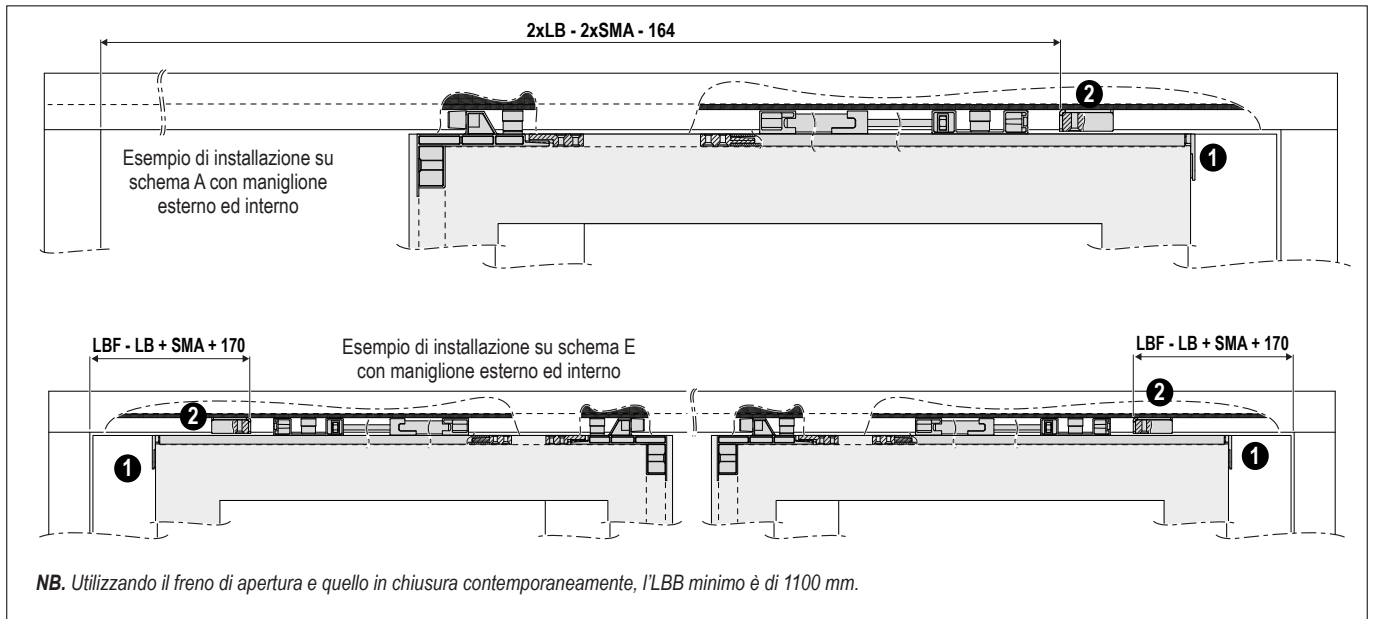 2xLB - 2xSMA - 164
2
Esempio di installazione su
schema A con maniglione
esterno ed interno
1
LBF - LB + SMA + 170
Esempio di installazione su schema E
con maniglione esterno ed interno
LBF - LB + SMA + 170
2
2
1
1
NB. Utilizzando il freno di apertura e quello in chiusura contemporaneamente, l'LBB minimo è di 1100 mm.